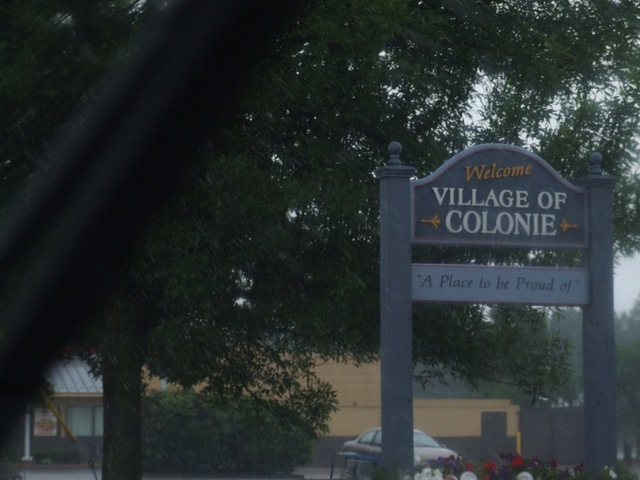 Welcome
VILLAGE OF
COLONIE
"A Place to be Proud of"